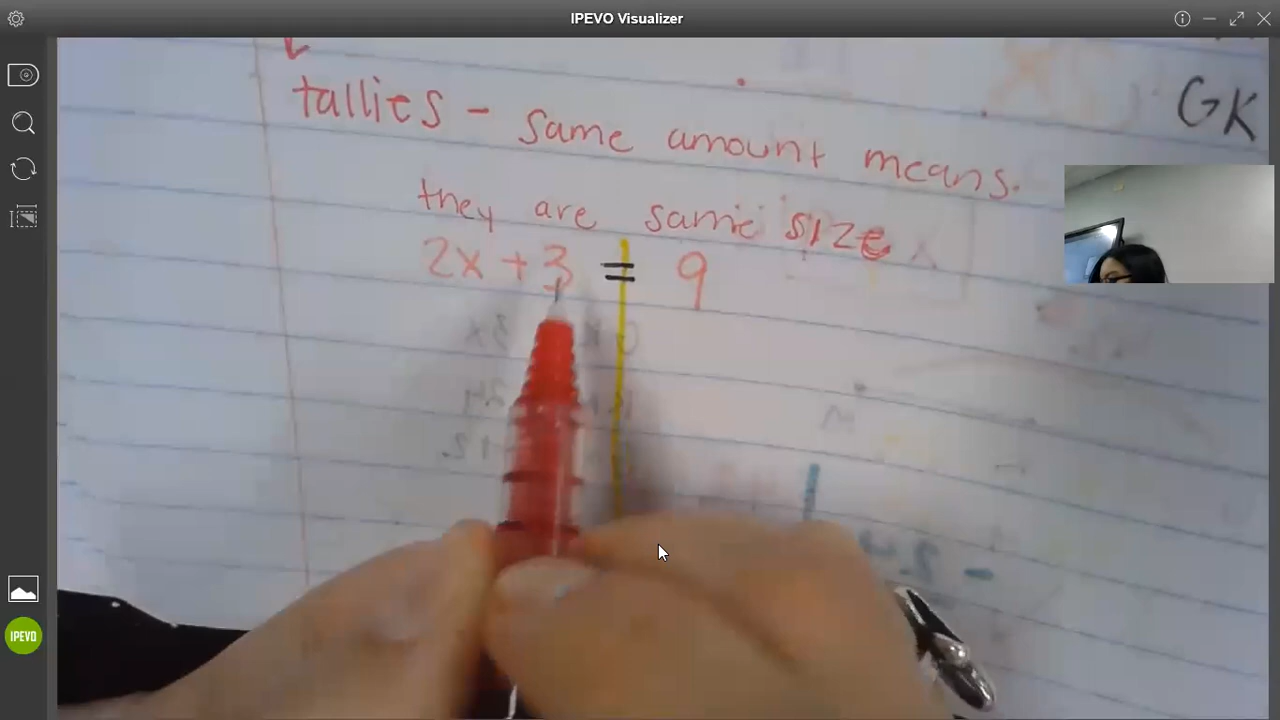 IPEVO Visualizer
GK
tallies - same amount means.
they are same size
2x + 3 = 9
IPEVO